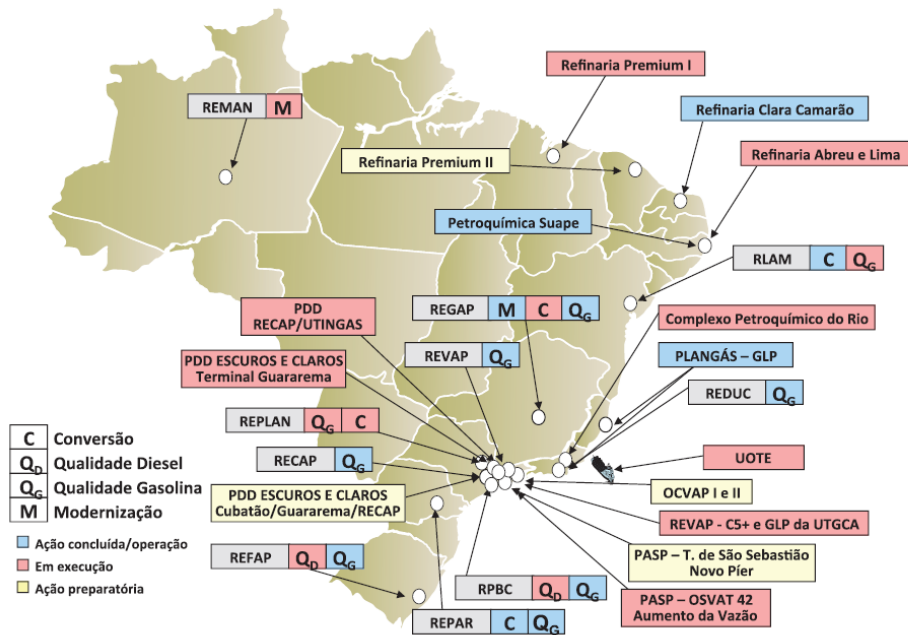 Refinaria Premium I
REMAN M
Refinaria Clara Camarão
Refinaria Premium II
Refinaria Abreu e Lima
Petroquímica Suape
RLAM C QG
PDD
RECAP/UTINGAS
REGAP M C QG
Complexo Petroquímico do Rio
REVAP QG
PLANGÁS – GLP
PDD ESCUROS E CLAROS
Terminal Guararema
REDUC QG
REPLAN QG C
RECAP QG
UOTE
PDD ESCUROS E CLAROS
Cubatão/Guararema/RECAP
OCVAP I e II
REVAP - C5+ e GLP da UTGCA
PASP – T. de São Sebastião
Novo Píer
REFAP QD QG
RPBC QD QG
PASP – OSVAT 42
Aumento da Vazão
REPAR C QG
C Conversão
QD Qualidade Diesel
QG Qualidade Gasolina
M Modernização
Ação concluída/operação
Em execução
Ação preparatória